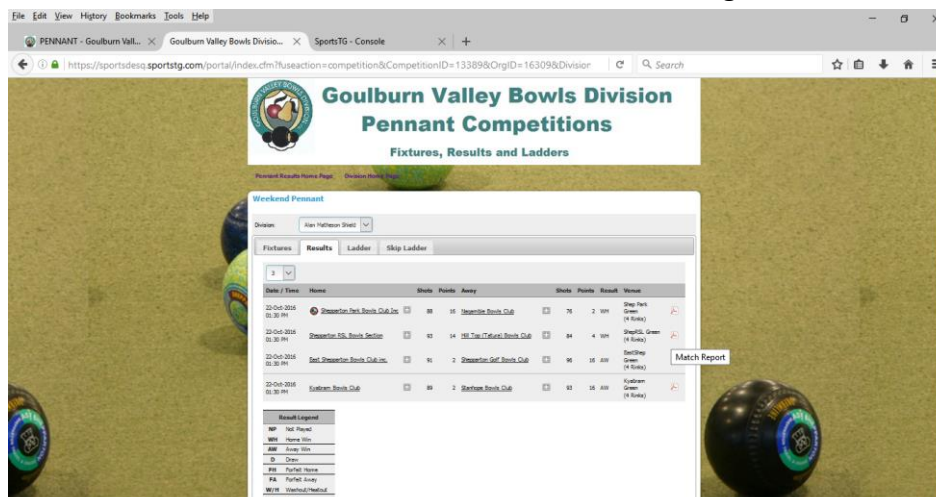 File Edit View History Bookmarks Tools Help
PENNANT - Goulburn Vall... × Goulburn Valley Bowls Divisio... × SportsTG - Console × +
https://sportsdesq.sportstg.com/portal/index.cfm?fuseaction=competition&CompetitionID=13389&OrgID=16309&Division Search
Goulburn Valley Bowls Division
Pennant Competitions
Fixtures, Results and Ladders
Pennant Results Home Page Division Home Page
Weekend Pennant
Division Alan Matheson Shield
Fixtures Results Ladder Skip Ladder
3
Date / Time Home Shots Points Away Shots Points Result Venue
22-Oct-2016 01:30 PM Shepparton Park Bowls Club Inc 88 16 Nagambie Bowls Club 76 2 WH Shep Park Green (4 Rinks)
22-Oct-2016 01:30 PM Shepparton RSL Bowls Section 93 14 Hill Top (Tatura) Bowls Club 84 4 WH ShepRSL Green (4 Rinks)
22-Oct-2016 01:30 PM East Shepparton Bowls Club Inc. 91 2 Shepparton Golf Bowls Club 96 16 AW EastShep Green (4 Rinks)
Match Report
22-Oct-2016 01:30 PM Kyabram Bowls Club 89 2 Stanhope Bowls Club 93 16 AW Kyabram Green (4 Rinks)
Result Legend
NP Not Played
WH Home Win
AW Away Win
D Draw
FH Forfeit Home
FA Forfeit Away
W/H Washout/Heatout